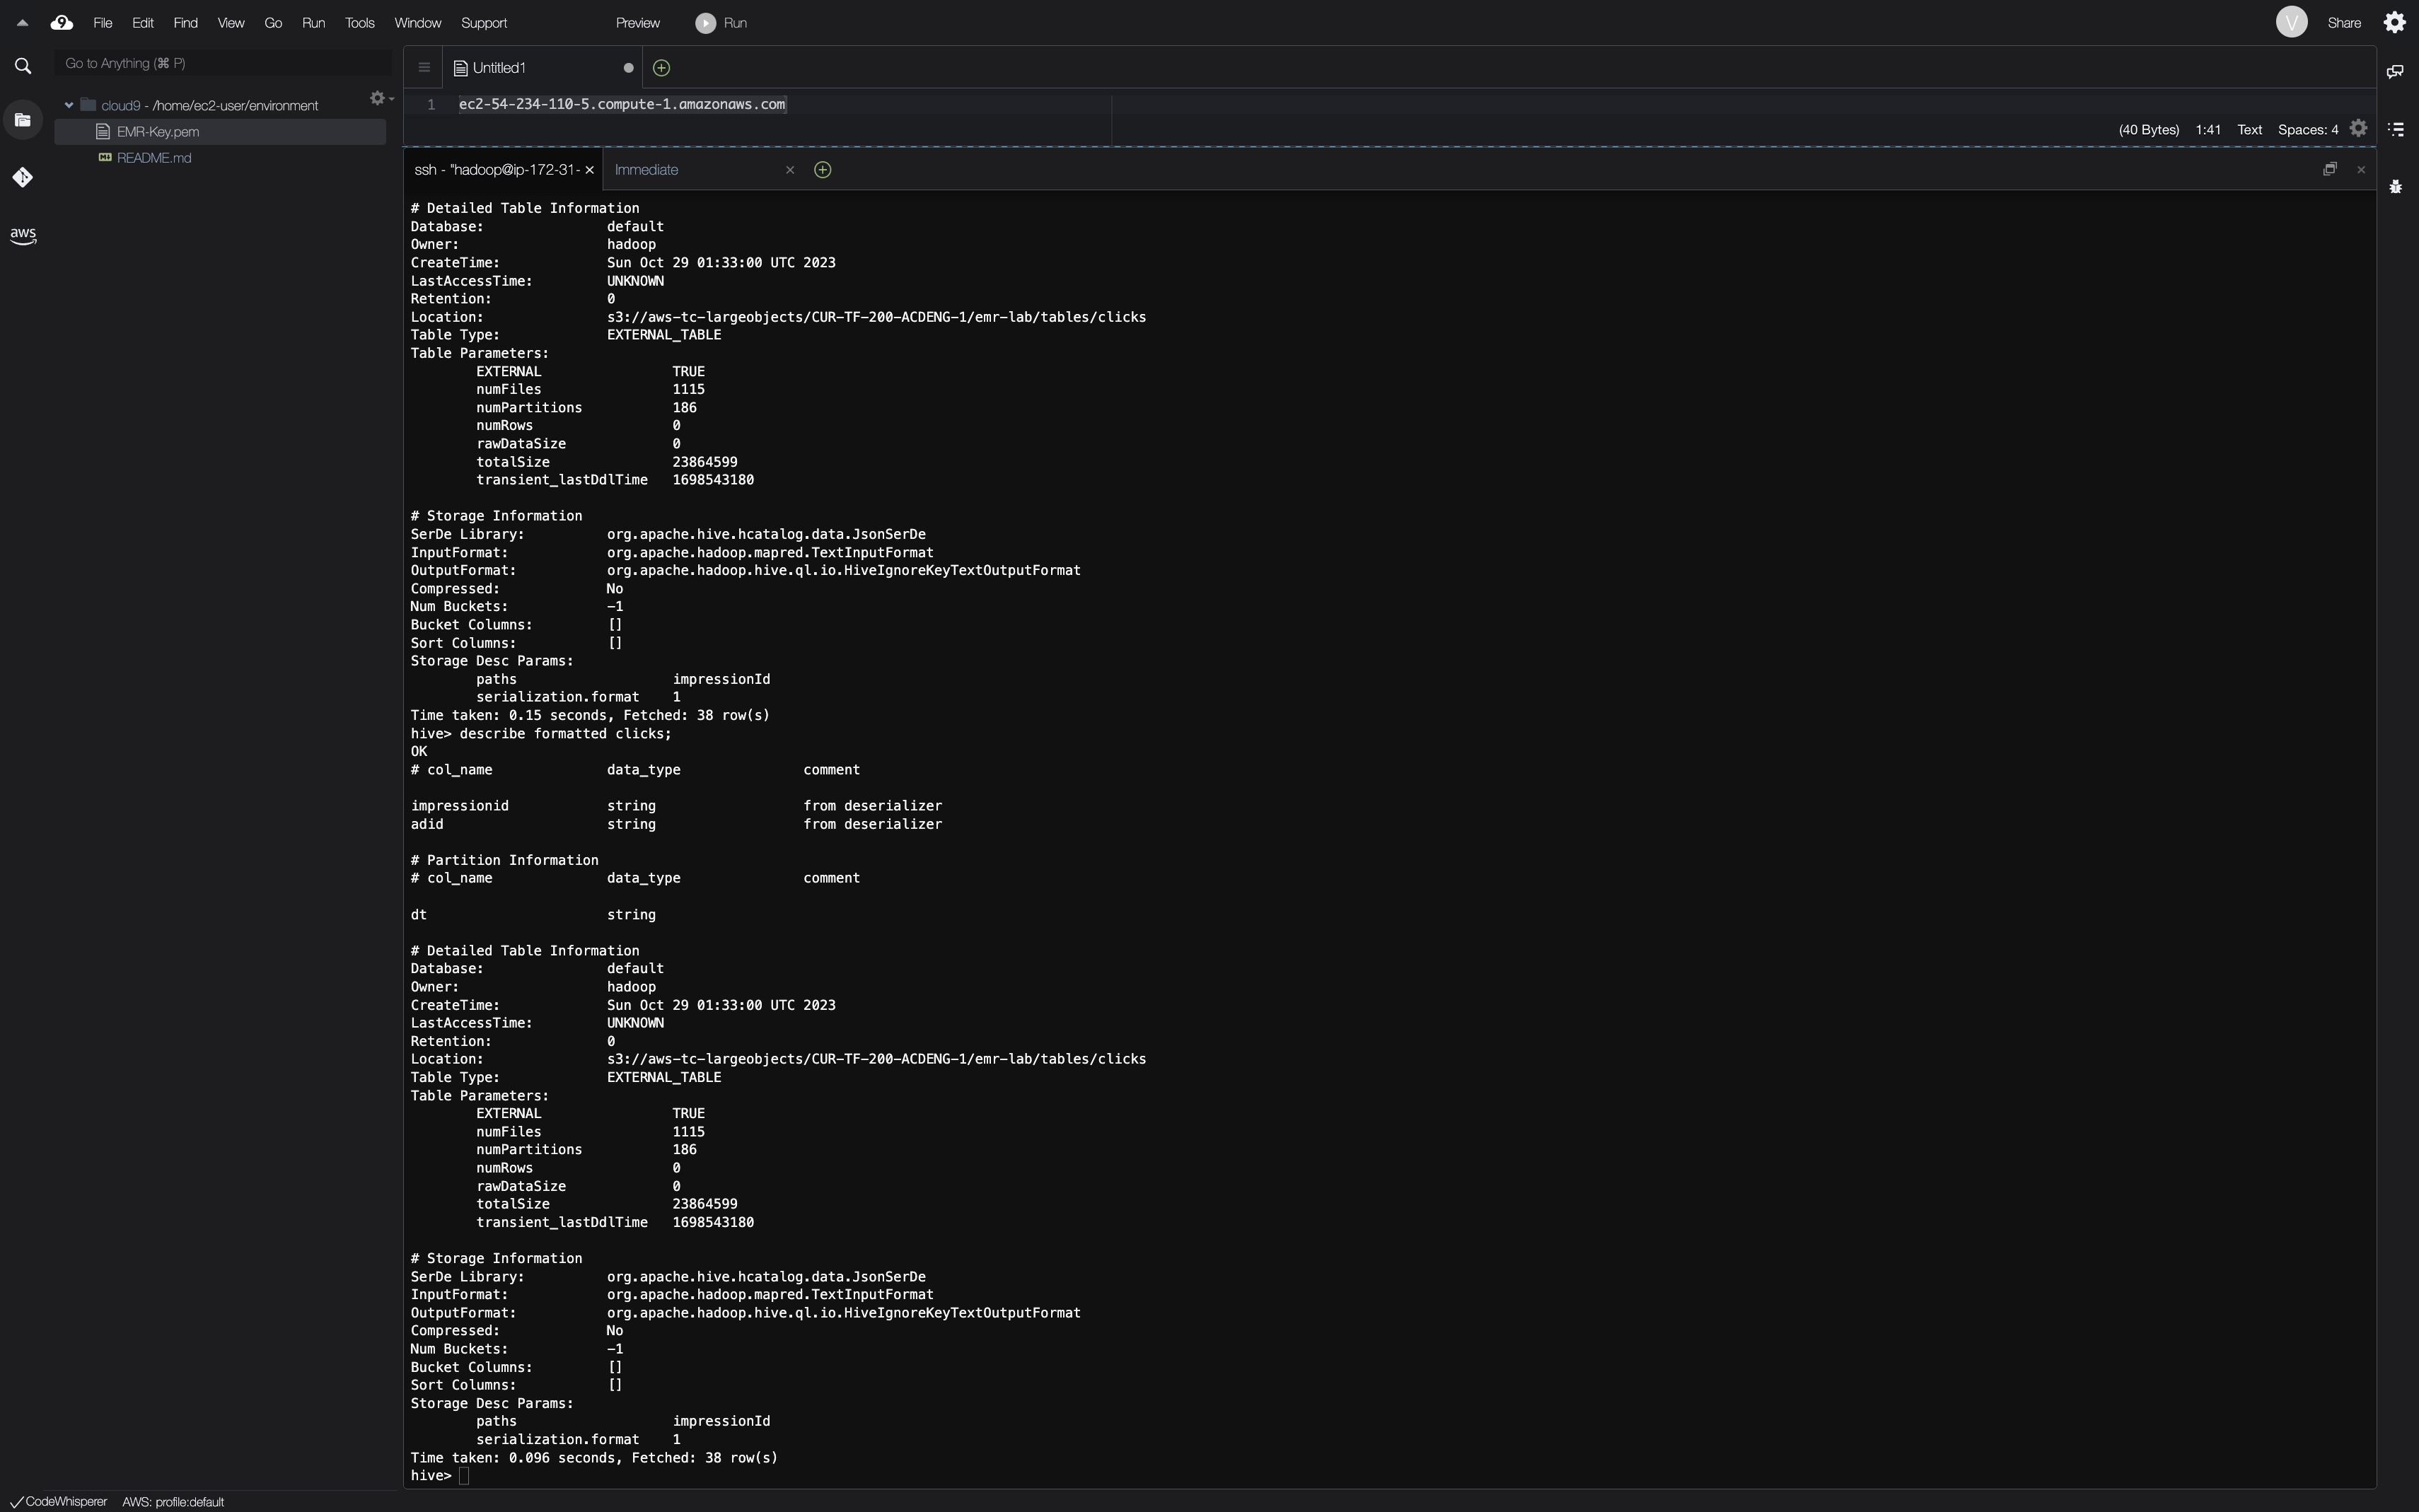 File Edit Find View Go Run Tools Window Support Preview Run V Share
Go to Anything (⌘ P)
cloud9 - /home/ec2-user/environment
EMR-Key.pem
README.md
aws
Untitled1
1 ec2-54-234-110-5.compute-1.amazonaws.com
(40 Bytes) 1:41 Text Spaces: 4
ssh - "hadoop@ip-172-31- × Immediate ×
# Detailed Table Information
Database: default
Owner: hadoop
CreateTime: Sun Oct 29 01:33:00 UTC 2023
LastAccessTime: UNKNOWN
Retention: 0
Location: s3://aws-tc-largeobjects/CUR-TF-200-ACDENG-1/emr-lab/tables/clicks
Table Type: EXTERNAL_TABLE
Table Parameters:
EXTERNAL TRUE
numFiles 1115
numPartitions 186
numRows 0
rawDataSize 0
totalSize 23864599
transient_lastDdlTime 1698543180
# Storage Information
SerDe Library: org.apache.hive.hcatalog.data.JsonSerDe
InputFormat: org.apache.hadoop.mapred.TextInputFormat
OutputFormat: org.apache.hadoop.hive.ql.io.HiveIgnoreKeyTextOutputFormat
Compressed: No
Num Buckets: -1
Bucket Columns: []
Sort Columns: []
Storage Desc Params:
paths impressionId
serialization.format 1
Time taken: 0.15 seconds, Fetched: 38 row(s)
hive> describe formatted clicks;
OK
# col_name data_type comment
impressionid string from deserializer
adid string from deserializer
# Partition Information
# col_name data_type comment
dt string
# Detailed Table Information
Database: default
Owner: hadoop
CreateTime: Sun Oct 29 01:33:00 UTC 2023
LastAccessTime: UNKNOWN
Retention: 0
Location: s3://aws-tc-largeobjects/CUR-TF-200-ACDENG-1/emr-lab/tables/clicks
Table Type: EXTERNAL_TABLE
Table Parameters:
EXTERNAL TRUE
numFiles 1115
numPartitions 186
numRows 0
rawDataSize 0
totalSize 23864599
transient_lastDdlTime 1698543180
# Storage Information
SerDe Library: org.apache.hive.hcatalog.data.JsonSerDe
InputFormat: org.apache.hadoop.mapred.TextInputFormat
OutputFormat: org.apache.hadoop.hive.ql.io.HiveIgnoreKeyTextOutputFormat
Compressed: No
Num Buckets: -1
Bucket Columns: []
Sort Columns: []
Storage Desc Params:
paths impressionId
serialization.format 1
Time taken: 0.096 seconds, Fetched: 38 row(s)
hive>
CodeWhisperer AWS: profile:default